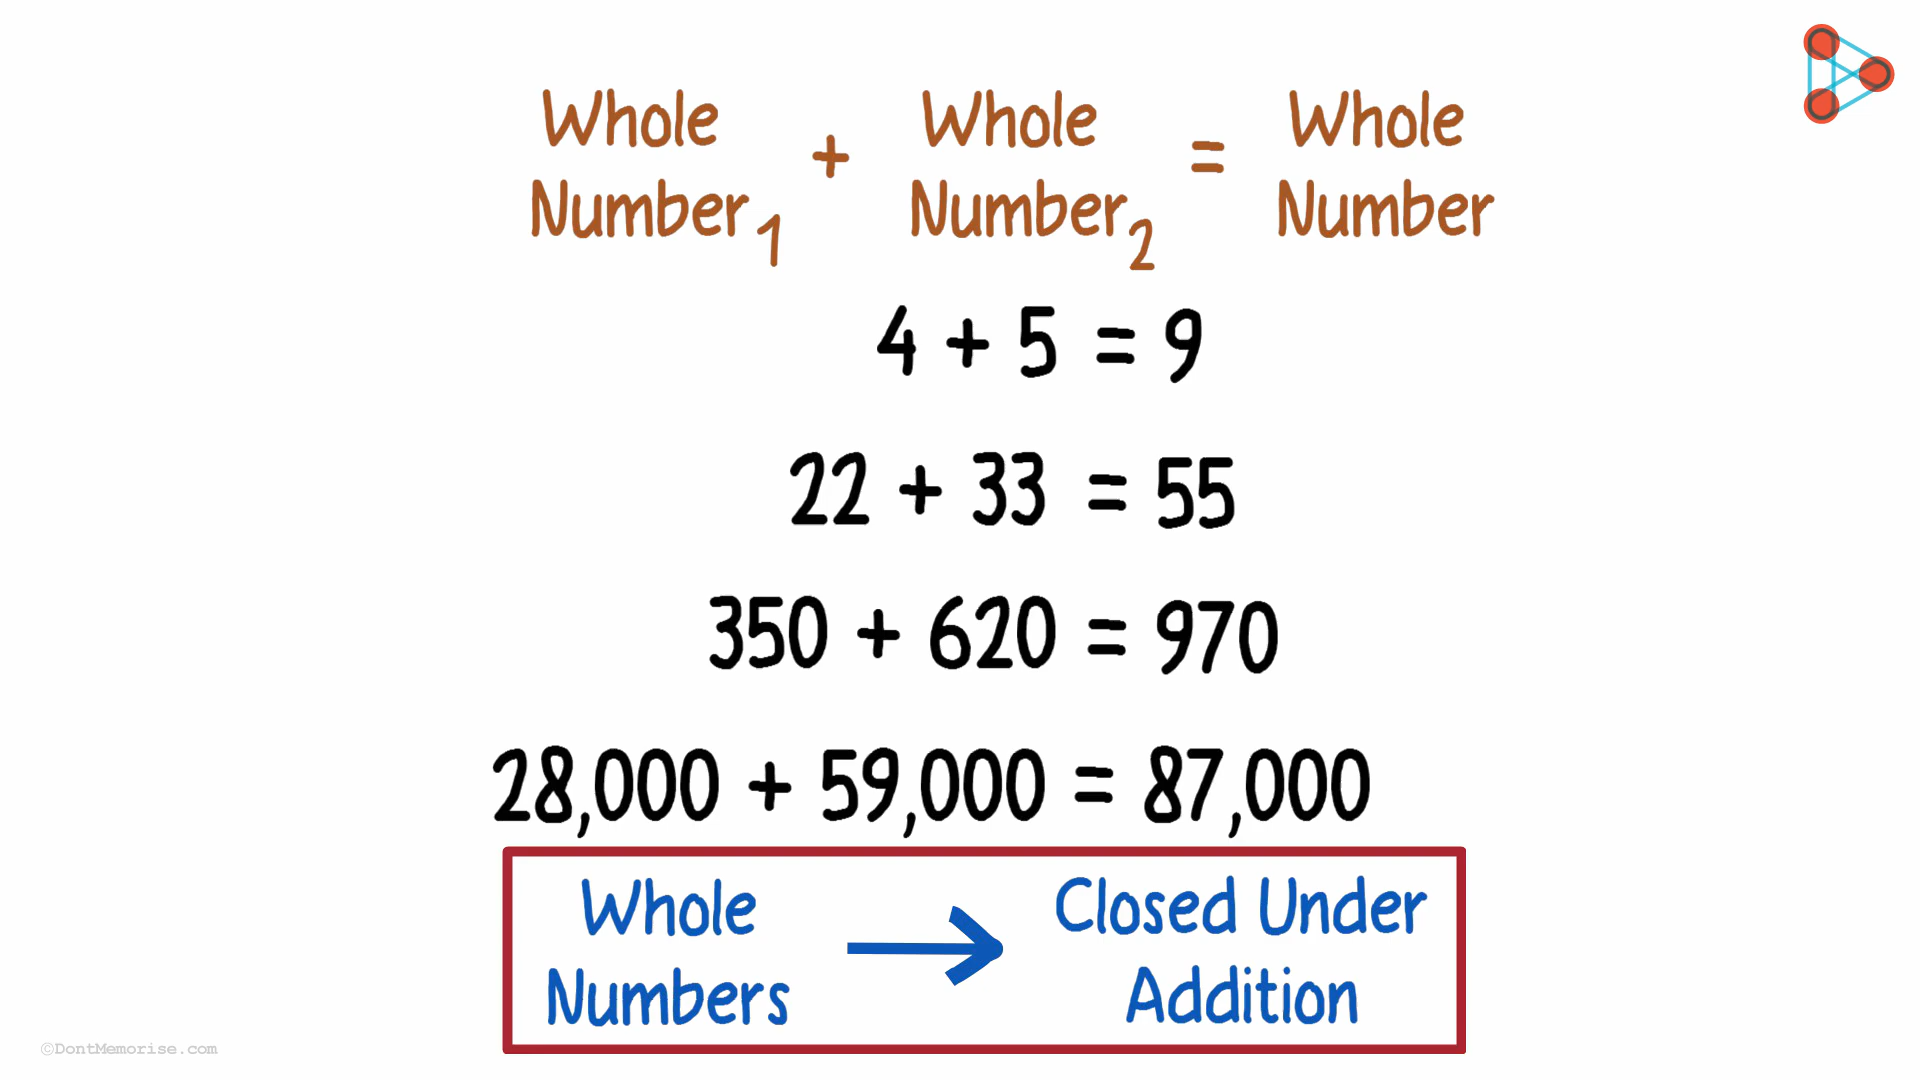 Whole Number₁ + Whole Number₂ = Whole Number
4 + 5 = 9
22 + 33 = 55
350 + 620 = 970
28,000 + 59,000 = 87,000
Whole Numbers → Closed Under Addition
©DontMemorise.com